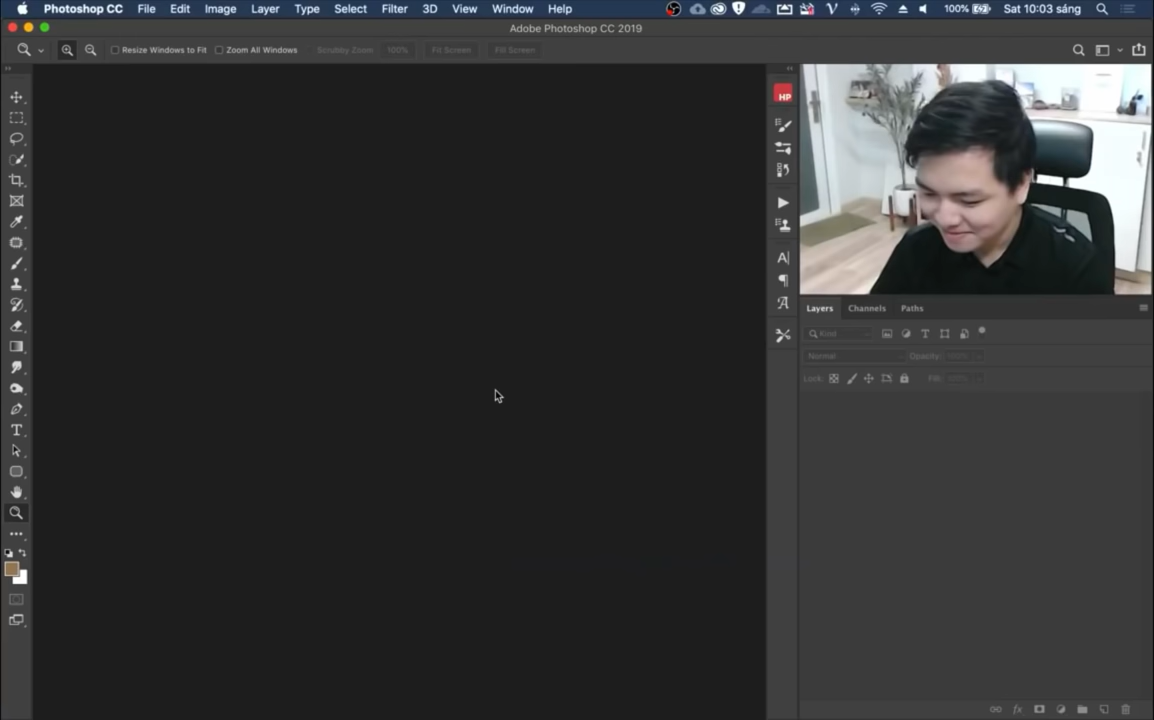 Photoshop CC File Edit Image Layer Type Select Filter 3D View Window Help 100% Sat 10:03 sáng
Adobe Photoshop CC 2019
Resize Windows to Fit Zoom All Windows Scrubby Zoom 100% Fit Screen Fill Screen
HP
Layers Channels Paths
Kind
Normal Opacity: 100%
Lock: Fill: 100%